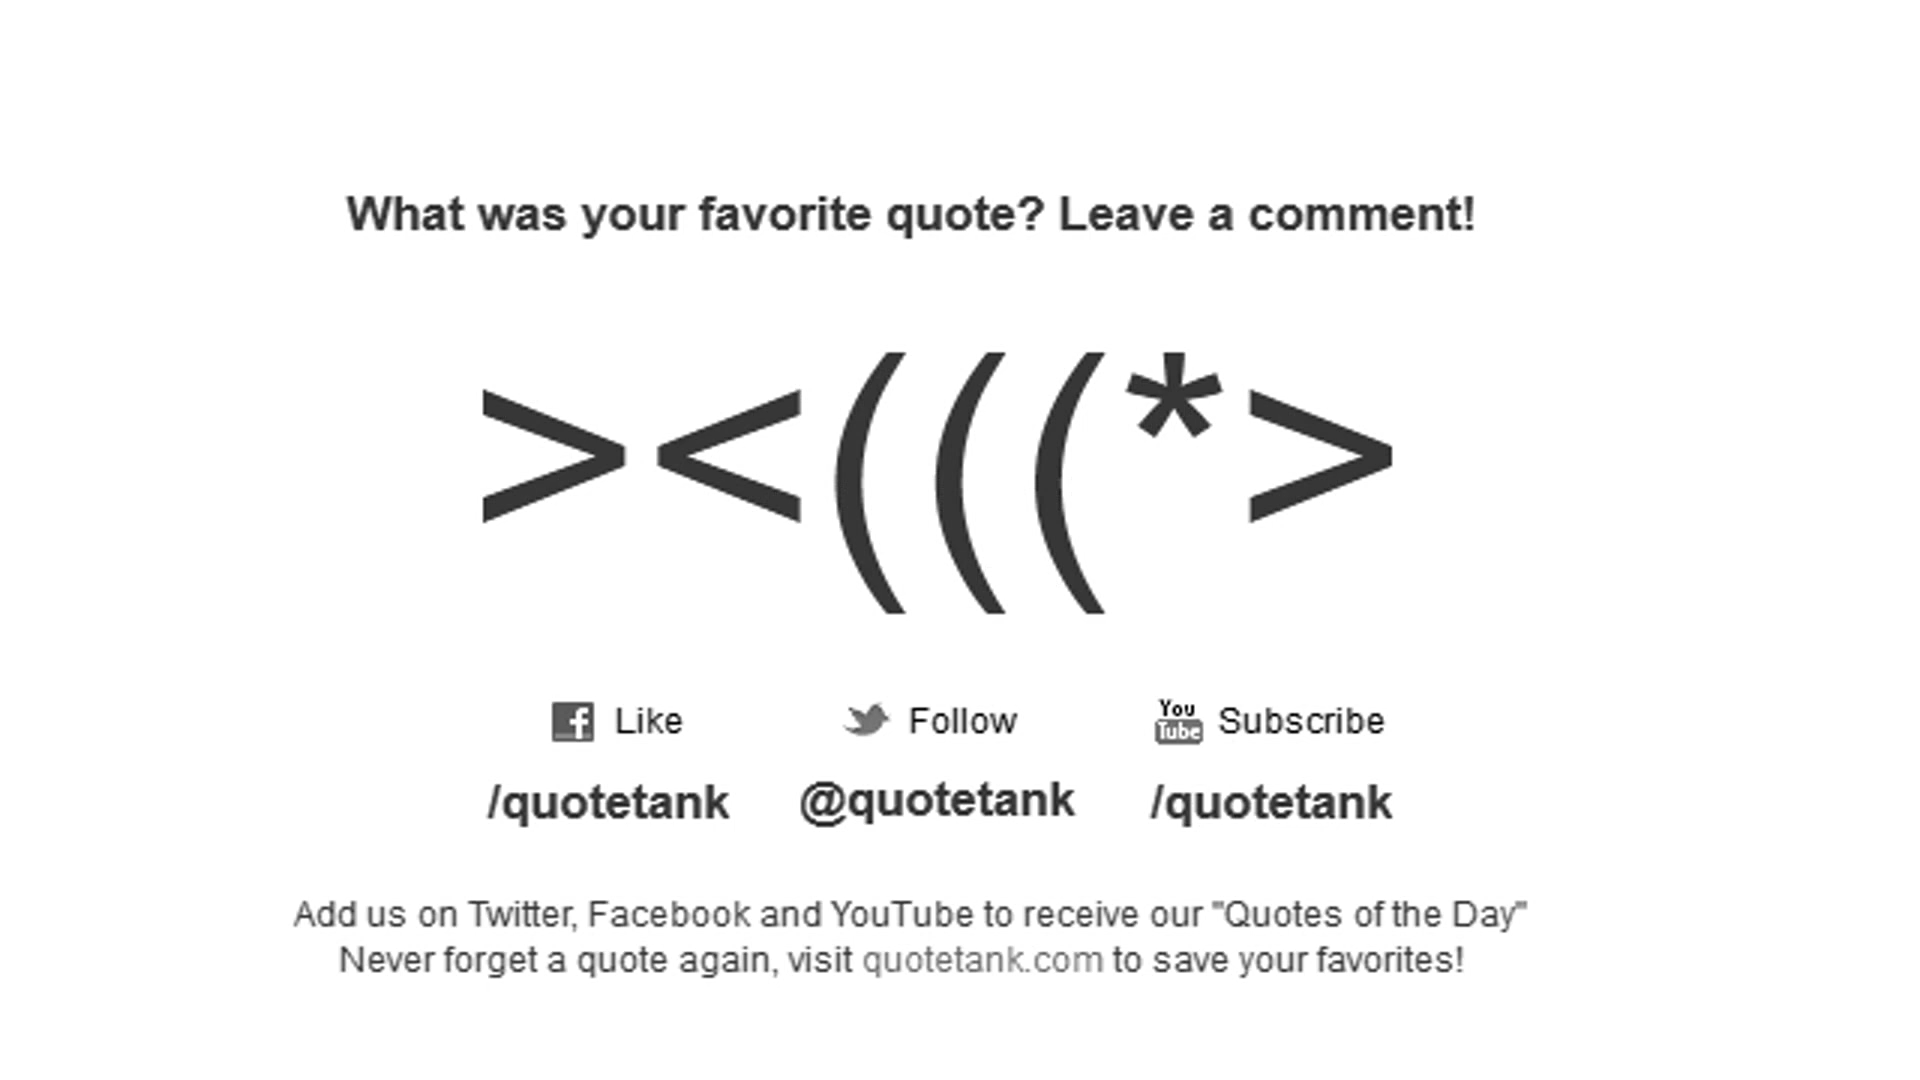 What was your favorite quote? Leave a comment!
><(((*>
f Like Follow You Tube Subscribe
/quotetank @quotetank /quotetank
Add us on Twitter, Facebook and YouTube to receive our "Quotes of the Day"
Never forget a quote again, visit quotetank.com to save your favorites!